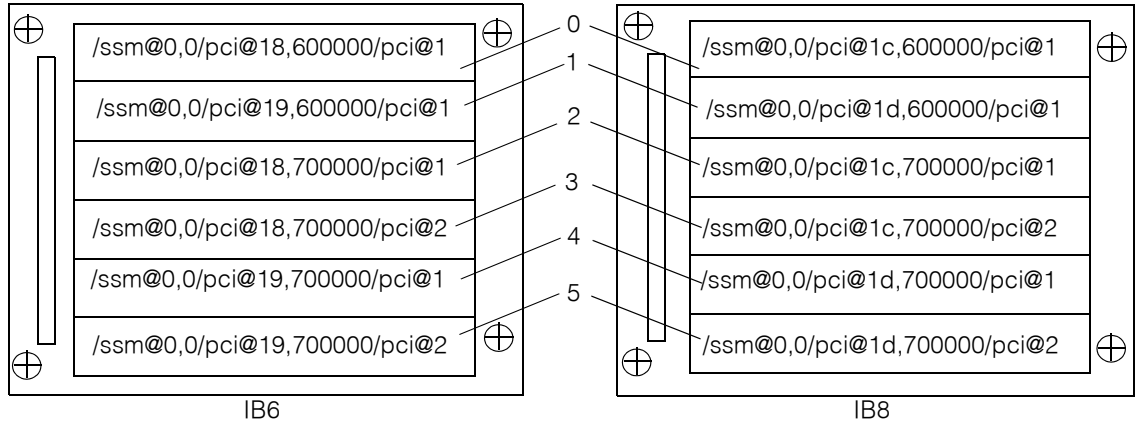 /ssm@0,0/pci@18,600000/pci@1
/ssm@0,0/pci@19,600000/pci@1
/ssm@0,0/pci@18,700000/pci@1
/ssm@0,0/pci@18,700000/pci@2
/ssm@0,0/pci@19,700000/pci@1
/ssm@0,0/pci@19,700000/pci@2
IB6
0
1
2
3
4
5
/ssm@0,0/pci@1c,600000/pci@1
/ssm@0,0/pci@1d,600000/pci@1
/ssm@0,0/pci@1c,700000/pci@1
/ssm@0,0/pci@1c,700000/pci@2
/ssm@0,0/pci@1d,700000/pci@1
/ssm@0,0/pci@1d,700000/pci@2
IB8